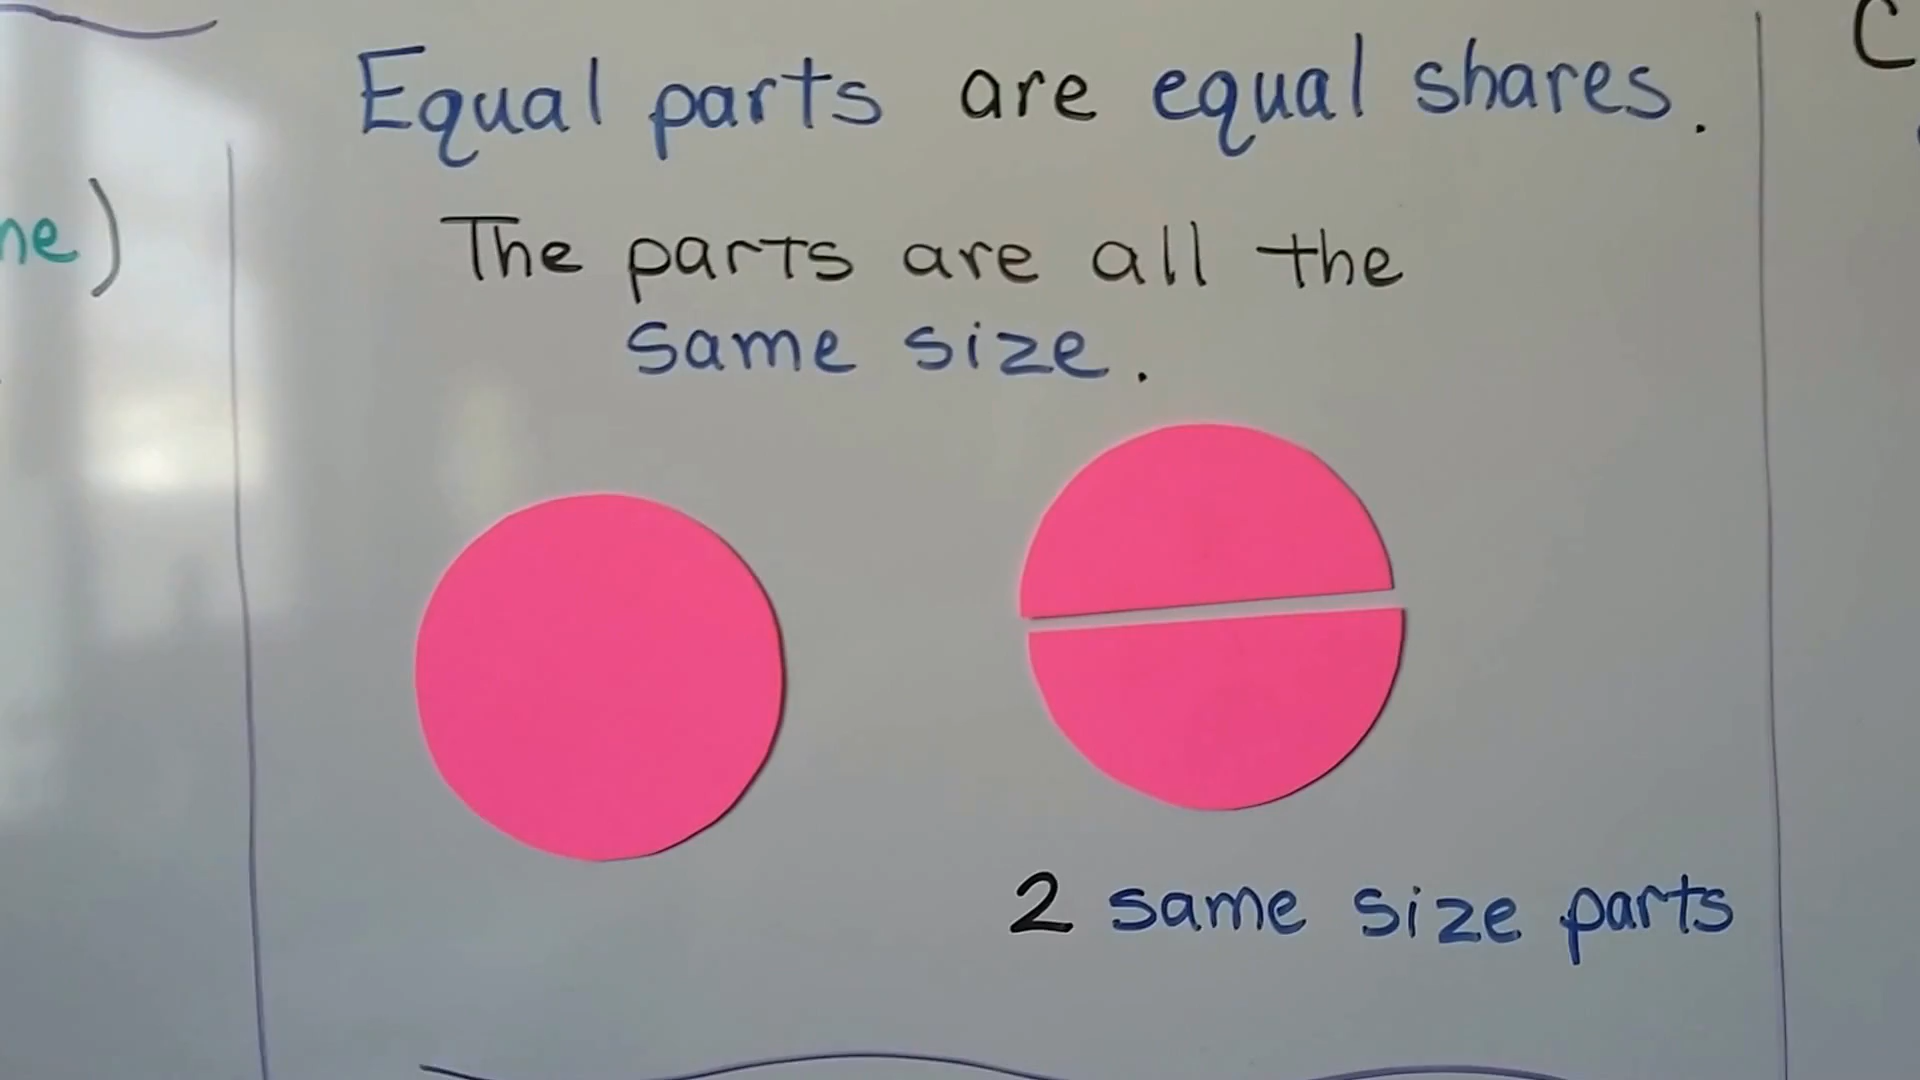 Equal parts are equal shares.
The parts are all the
same size.
2 same size parts